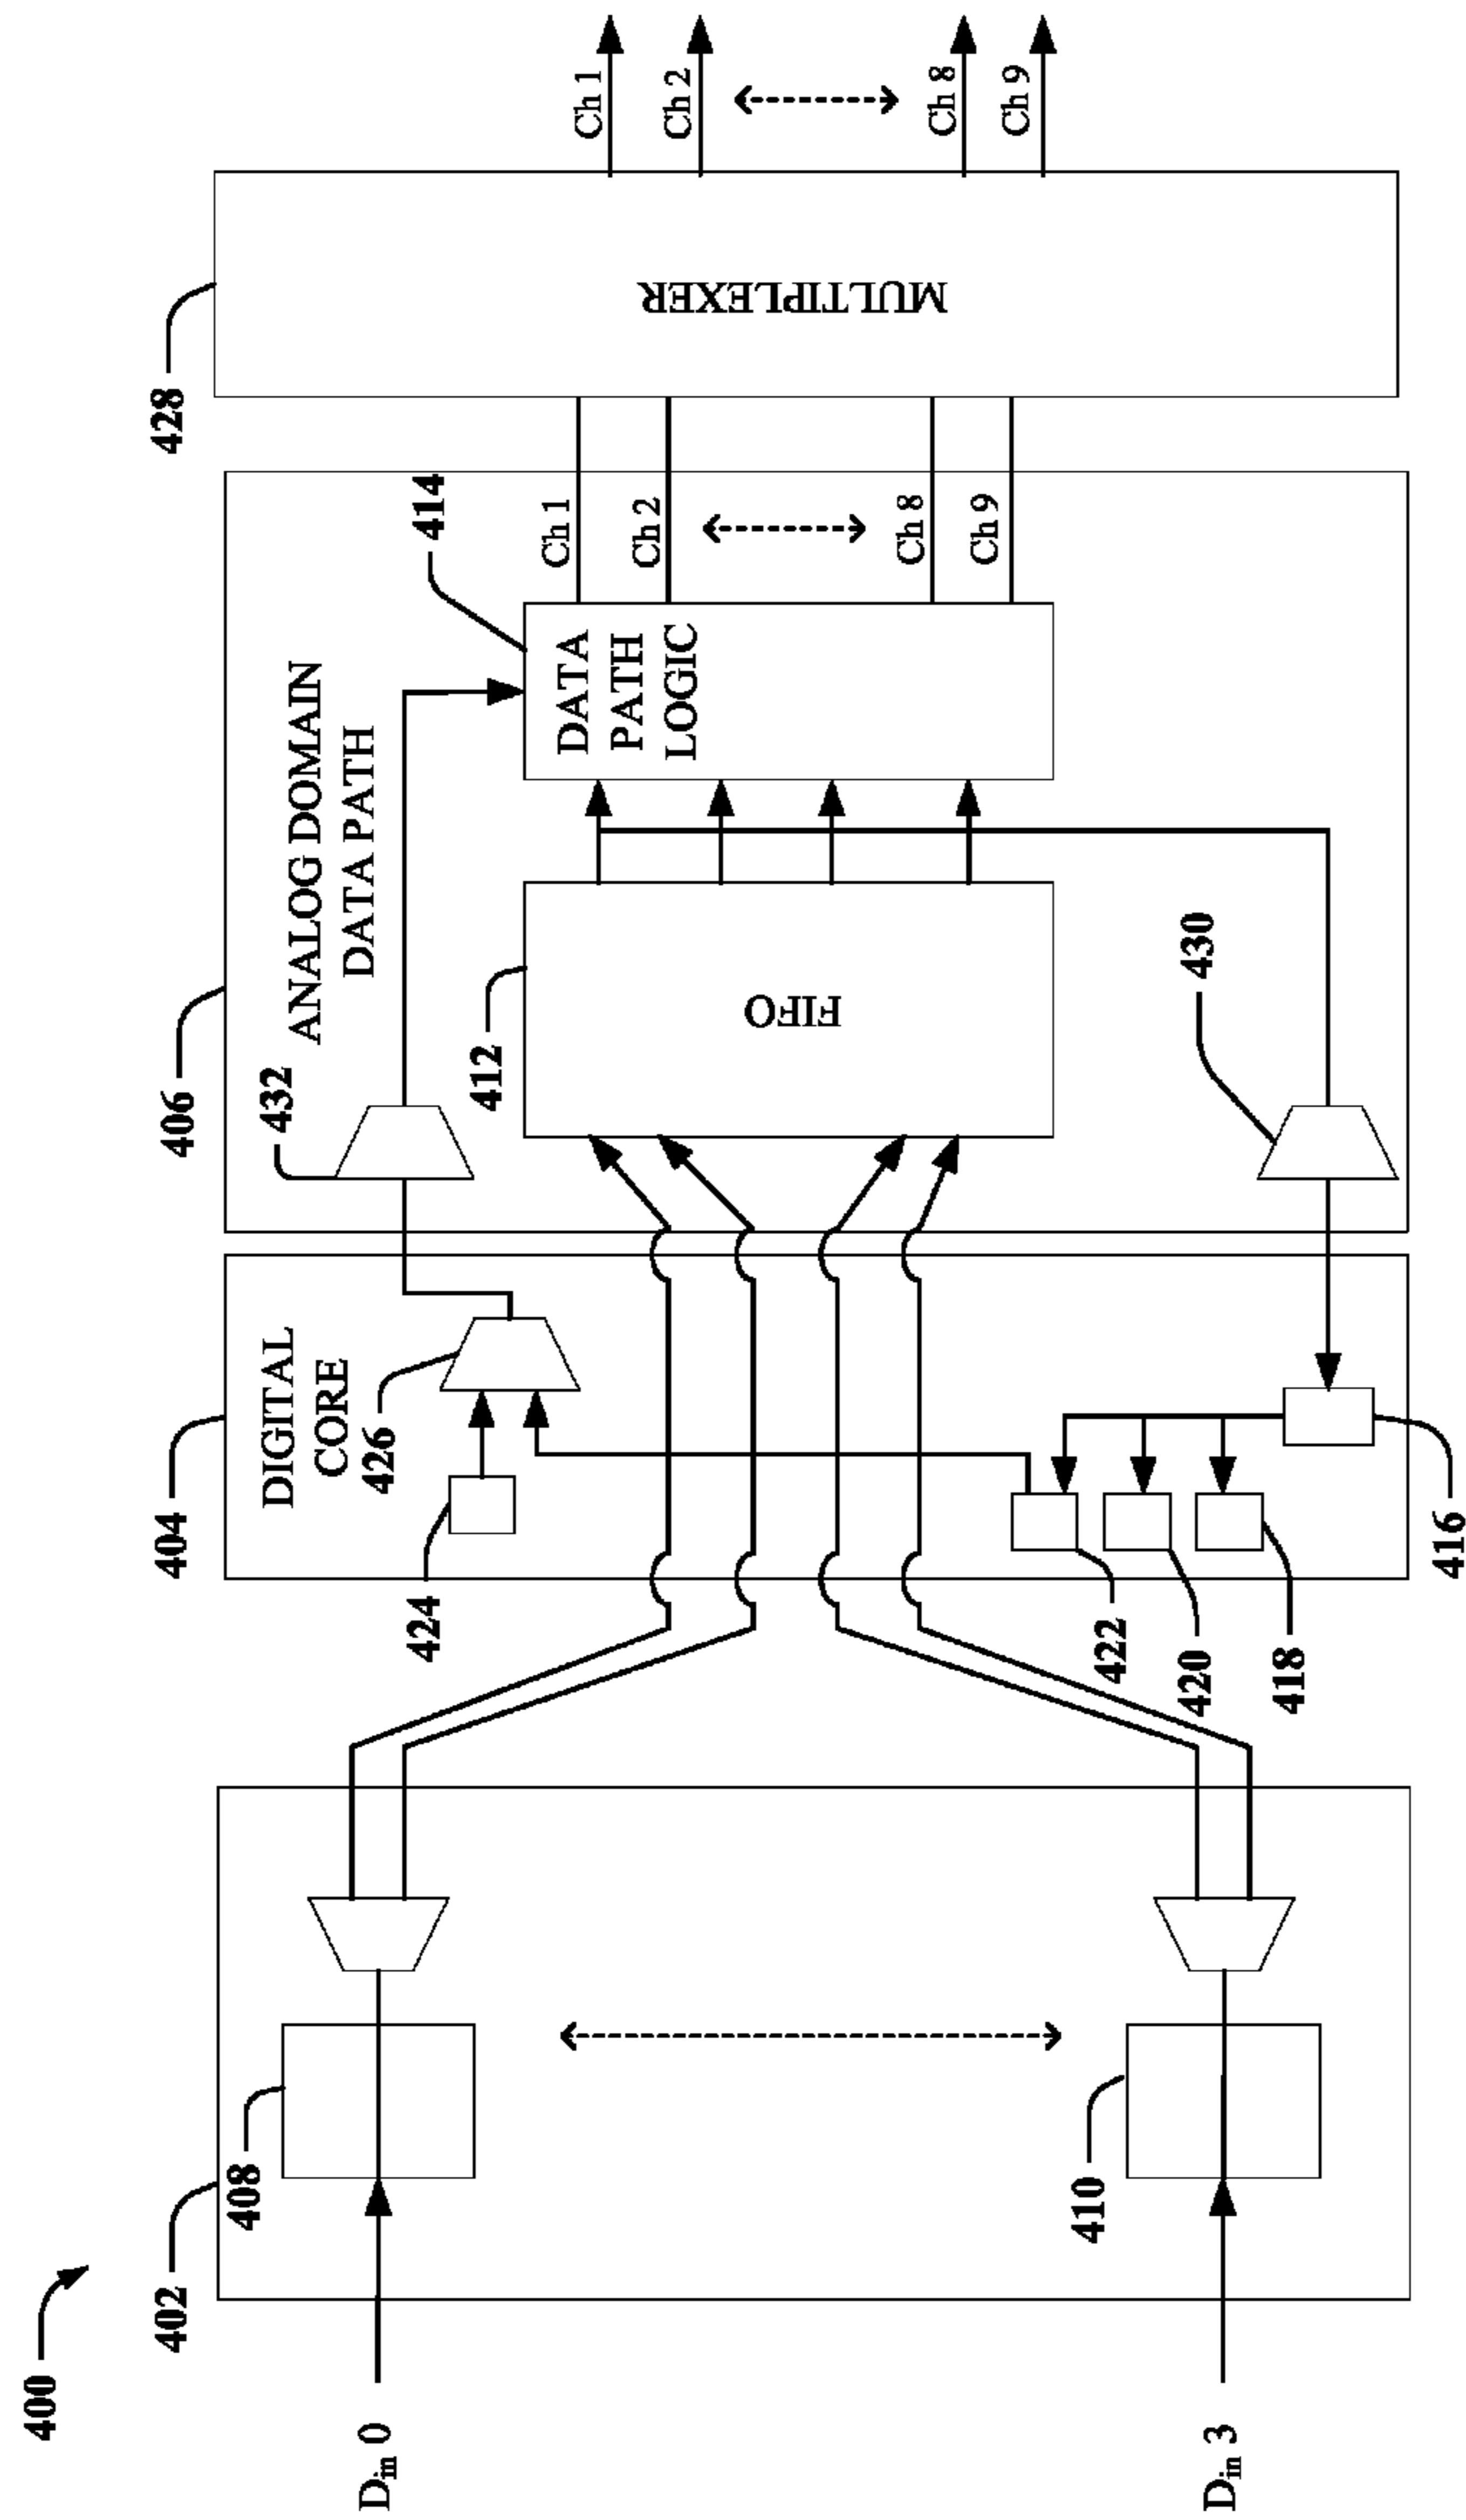 400
402
408
D_in 0
410
D_in 3
404
DIGITAL
CORE
424
426
422
420
418
416
406
ANALOG DOMAIN
DATA PATH
432
412
FIFO
430
414
DATA
PATH
LOGIC
Ch 1
Ch 2
Ch 8
Ch 9
428
MULTIPLEXER
Ch 1
Ch 2
Ch 8
Ch 9